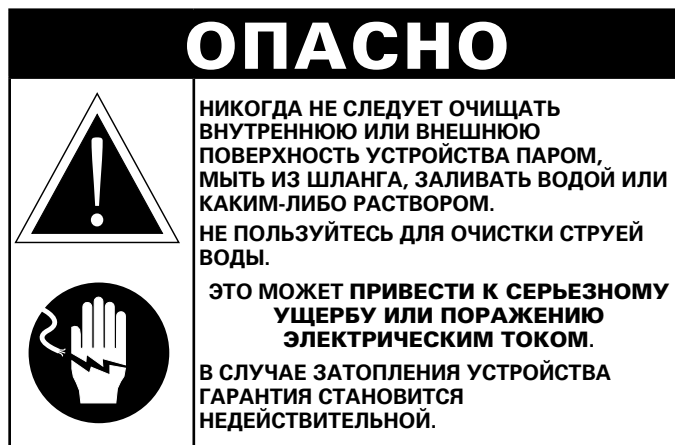 ОПАСНО
НИКОГДА НЕ СЛЕДУЕТ ОЧИЩАТЬ
ВНУТРЕННЮЮ ИЛИ ВНЕШНЮЮ
ПОВЕРХНОСТЬ УСТРОЙСТВА ПАРОМ,
МЫТЬ ИЗ ШЛАНГА, ЗАЛИВАТЬ ВОДОЙ ИЛИ
КАКИМ-ЛИБО РАСТВОРОМ.
НЕ ПОЛЬЗУЙТЕСЬ ДЛЯ ОЧИСТКИ СТРУЕЙ
ВОДЫ.
ЭТО МОЖЕТ ПРИВЕСТИ К СЕРЬЕЗНОМУ
УЩЕРБУ ИЛИ ПОРАЖЕНИЮ
ЭЛЕКТРИЧЕСКИМ ТОКОМ.
В СЛУЧАЕ ЗАТОПЛЕНИЯ УСТРОЙСТВА
ГАРАНТИЯ СТАНОВИТСЯ
НЕДЕЙСТВИТЕЛЬНОЙ.